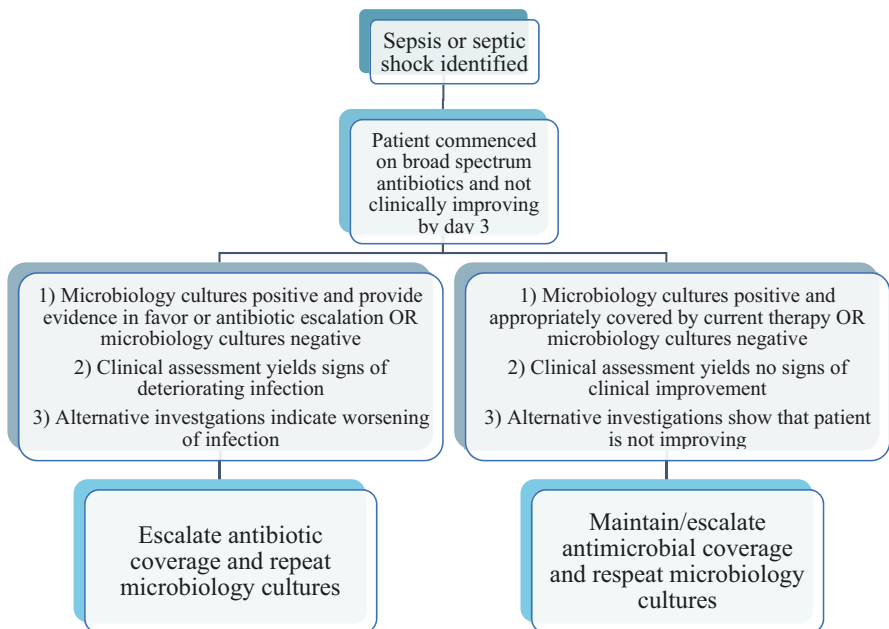 Sepsis or septic
shock identified
Patient commenced
on broad spectrum
antibiotics and not
clinically improving
by day 3
1) Microbiology cultures positive and provide
evidence in favor or antibiotic escalation OR
microbiology cultures negative
2) Clinical assessment yields signs of
deteriorating infection
3) Alternative investgations indicate worsening
of infection
1) Microbiology cultures positive and
appropriately covered by current therapy OR
microbiology cultures negative
2) Clinical assessment yields no signs of
clinical improvement
3) Alternative investigations show that patient
is not improving
Escalate antibiotic
coverage and repeat
microbiology cultures
Maintain/escalate
antimicrobial coverage
and respeat microbiology
cultures